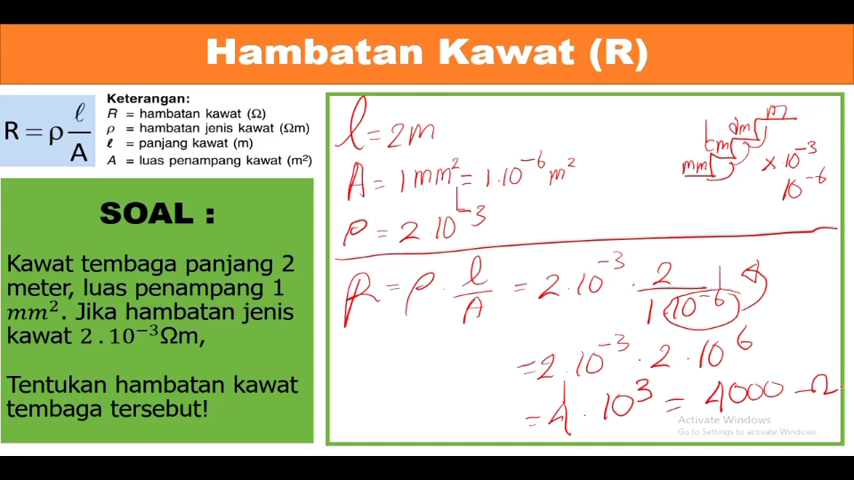 Hambatan Kawat (R)
R = ρ ℓ/A
Keterangan:
R = hambatan kawat (Ω)
ρ = hambatan jenis kawat (Ωm)
ℓ = panjang kawat (m)
A = luas penampang kawat (m²)
SOAL :
Kawat tembaga panjang 2
meter, luas penampang 1
mm². Jika hambatan jenis
kawat 2 . 10⁻³Ωm,
Tentukan hambatan kawat
tembaga tersebut!
l = 2m
A = 1 mm² = 1.10⁻⁶ m²
ρ = 2.10⁻³
mm cm dm m
x 10⁻³
10⁻⁶
R = ρ . l/A = 2.10⁻³ . 2/1.10⁻⁶
= 2.10⁻³ . 2 . 10⁶
= 4 . 10³ = 4000 Ω
Activate Windows
Go to Settings to activate Windows.